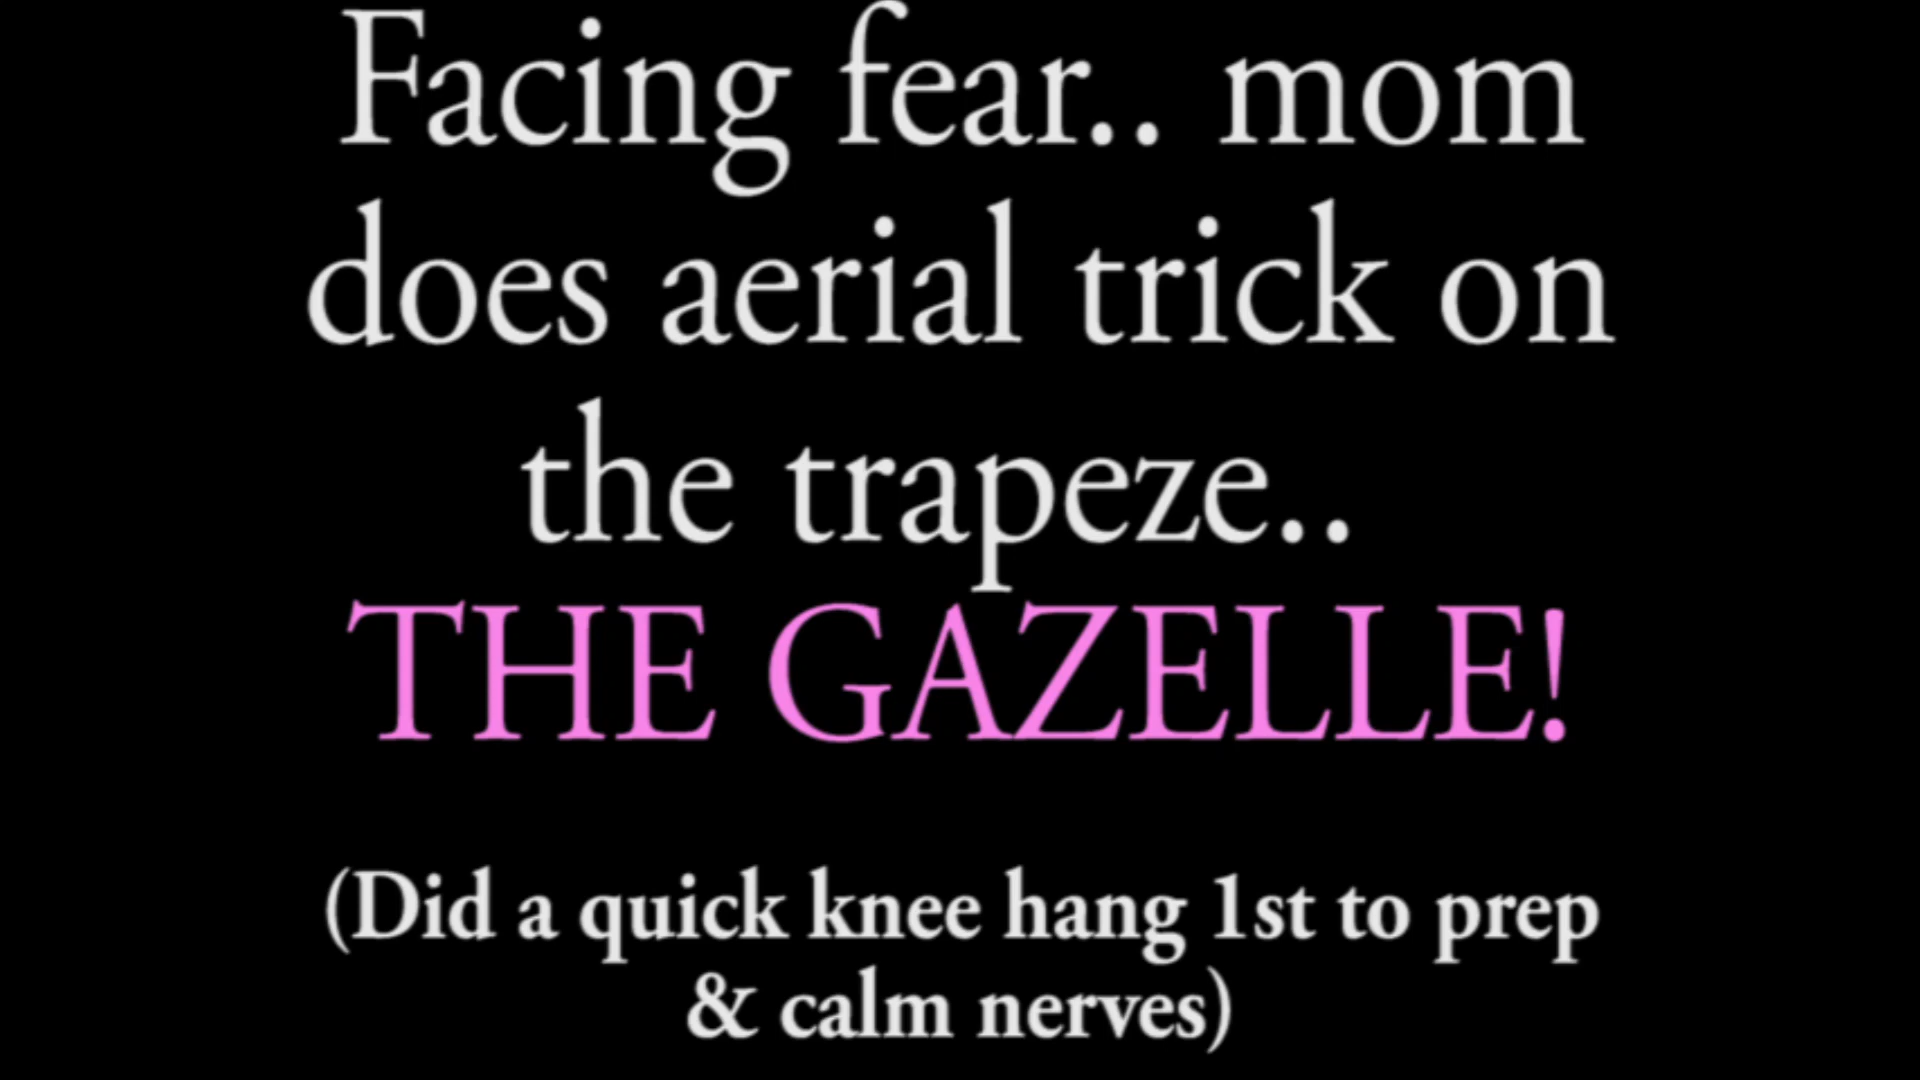 Facing fear.. mom
does aerial trick on
the trapeze..
THE GAZELLE!
(Did a quick knee hang 1st to prep
& calm nerves)